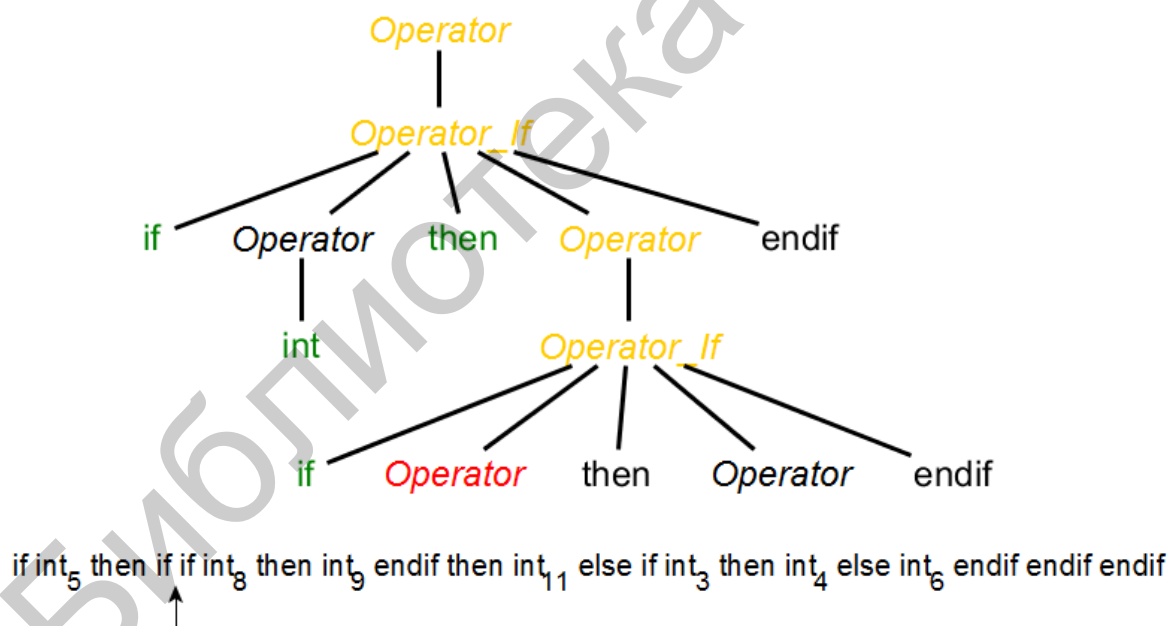 Operator
Operator_If
if Operator then Operator endif
int Operator_If
if Operator then Operator endif
if int5 then if if int8 then int9 endif then int11 else if int3 then int4 else int6 endif endif endif
Библиотека